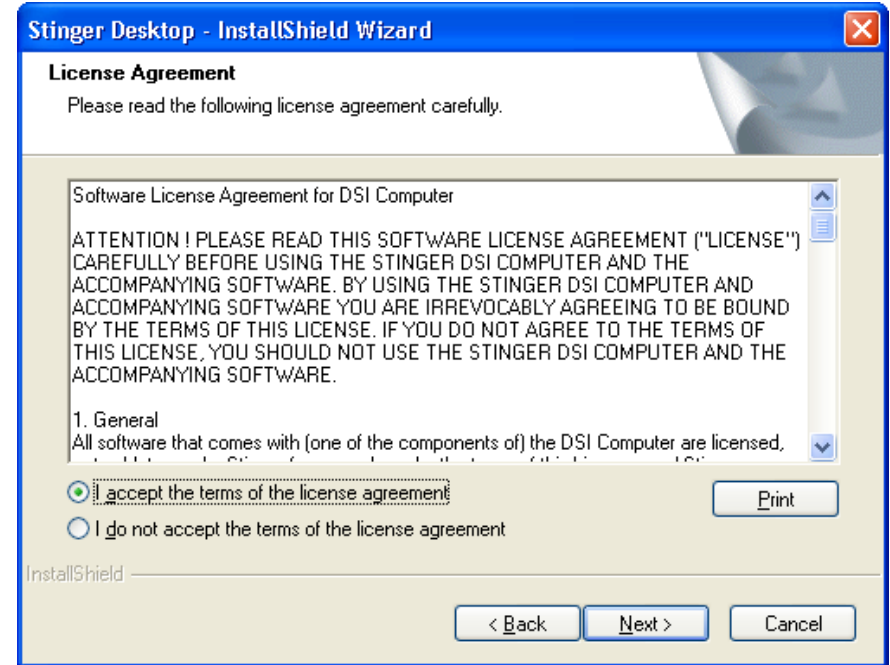 Stinger Desktop - InstallShield Wizard
License Agreement
Please read the following license agreement carefully.
Software License Agreement for DSI Computer
ATTENTION ! PLEASE READ THIS SOFTWARE LICENSE AGREEMENT ("LICENSE")
CAREFULLY BEFORE USING THE STINGER DSI COMPUTER AND THE
ACCOMPANYING SOFTWARE. BY USING THE STINGER DSI COMPUTER AND
ACCOMPANYING SOFTWARE YOU ARE IRREVOCABLY AGREEING TO BE BOUND
BY THE TERMS OF THIS LICENSE. IF YOU DO NOT AGREE TO THE TERMS OF
THIS LICENSE, YOU SHOULD NOT USE THE STINGER DSI COMPUTER AND THE
ACCOMPANYING SOFTWARE.
1. General
All software that comes with (one of the components of) the DSI Computer are licensed,
I accept the terms of the license agreement
Print
I do not accept the terms of the license agreement
InstallShield
< Back
Next >
Cancel